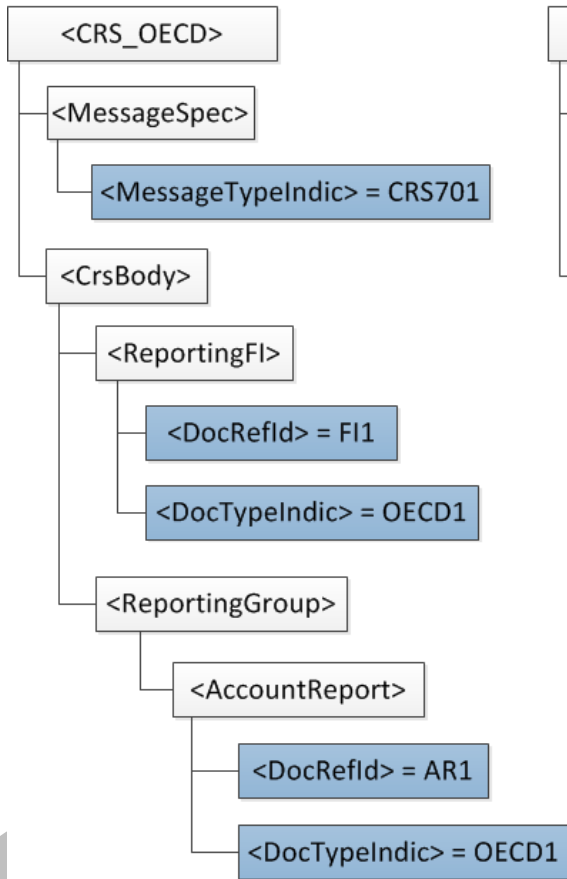 <CRS_OECD>
<MessageSpec>
<MessageTypeIndic> = CRS701
<CrsBody>
<ReportingFI>
<DocRefId> = FI1
<DocTypeIndic> = OECD1
<ReportingGroup>
<AccountReport>
<DocRefId> = AR1
<DocTypeIndic> = OECD1